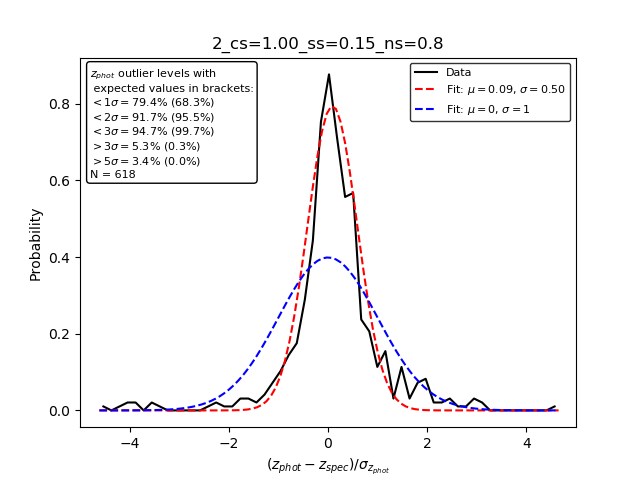 2_cs=1.00_ss=0.15_ns=0.8
z_phot outlier levels with
expected values in brackets:
< 1σ = 79.4% (68.3%)
< 2σ = 91.7% (95.5%)
< 3σ = 94.7% (99.7%)
> 3σ = 5.3% (0.3%)
> 5σ = 3.4% (0.0%)
N = 618
Data
Fit: μ = 0.09, σ = 0.50
Fit: μ = 0, σ = 1
Probability
0.8
0.6
0.4
0.2
0.0
−4 −2 0 2 4
(z_phot − z_spec)/σ_z_phot